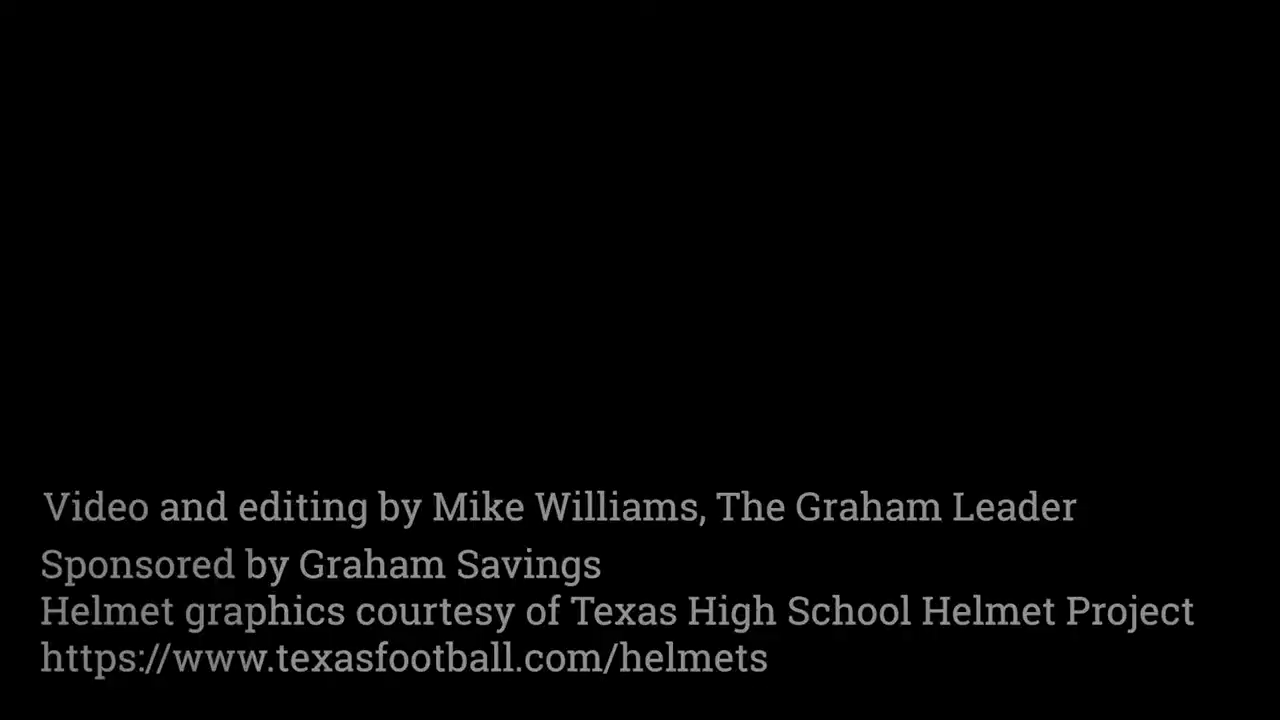 Video and editing by Mike Williams, The Graham Leader
Sponsored by Graham Savings
Helmet graphics courtesy of Texas High School Helmet Project
https://www.texasfootball.com/helmets